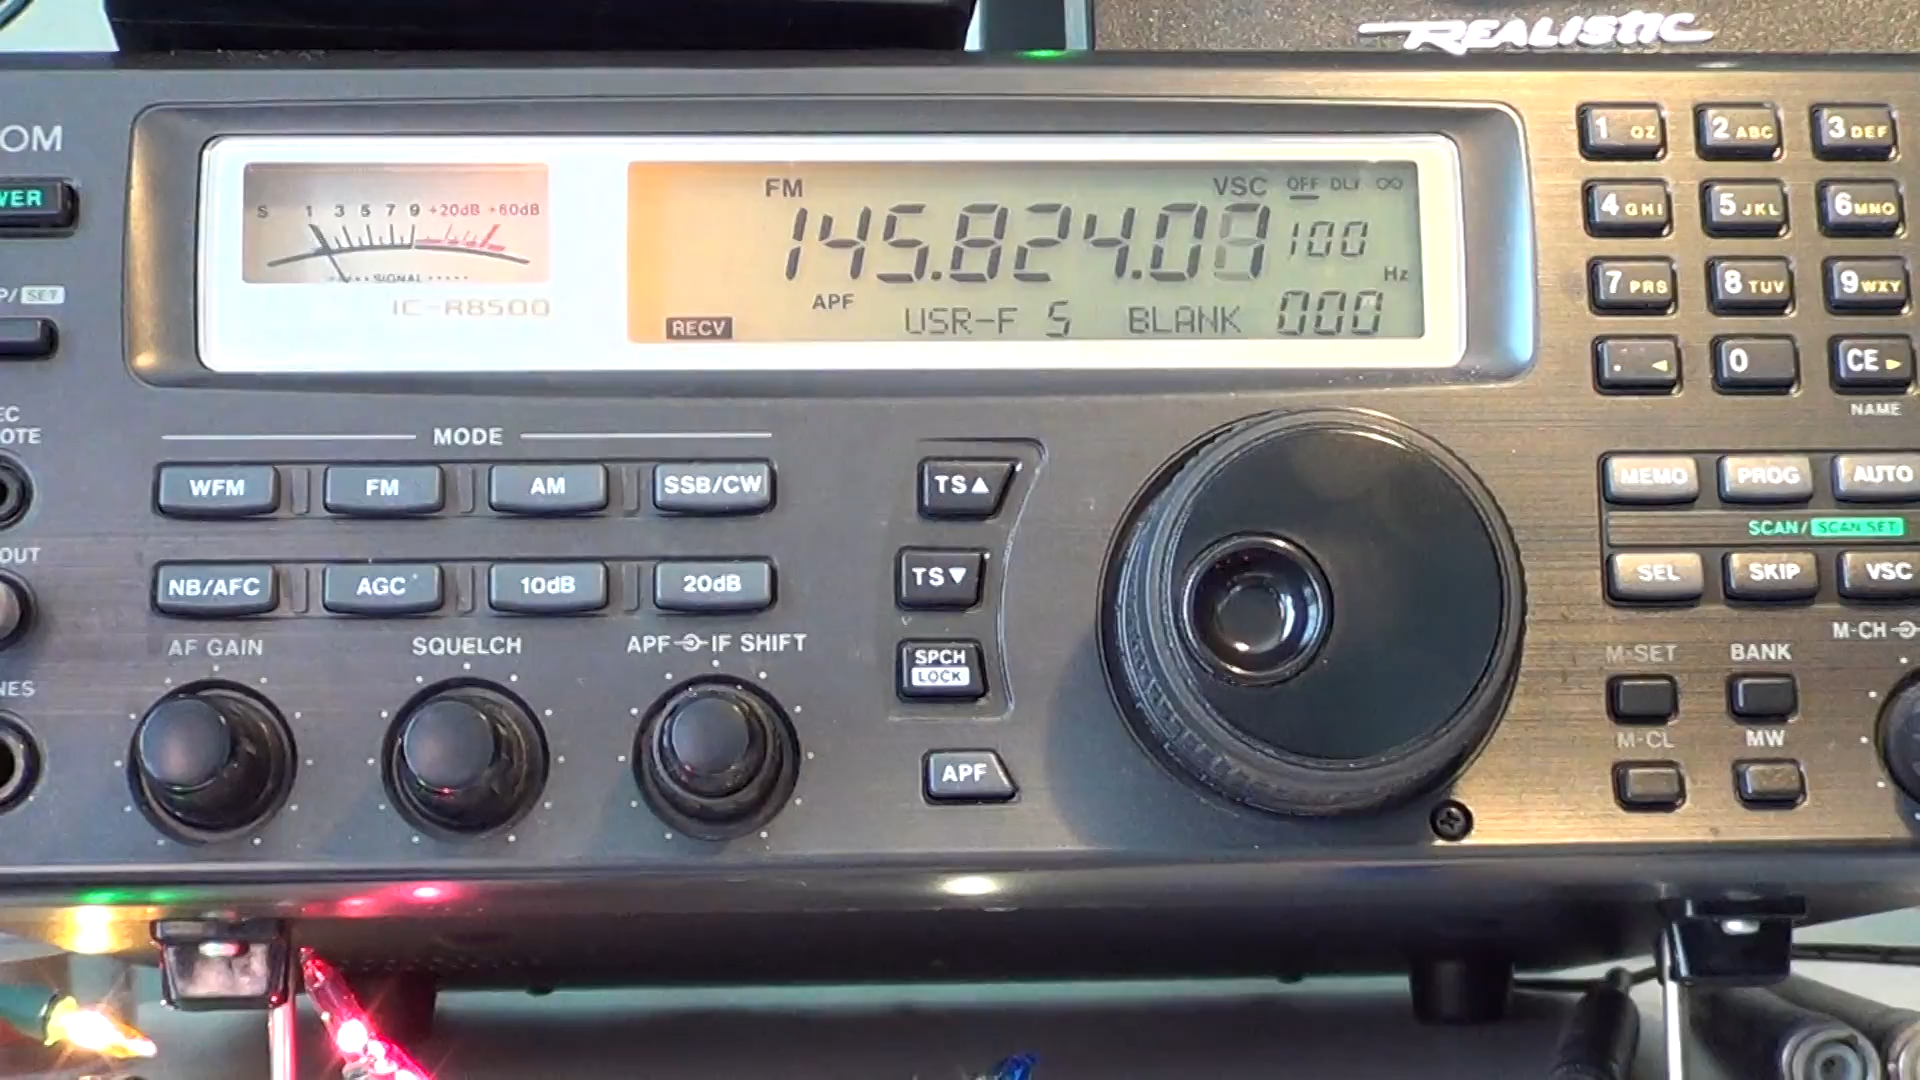 REALISTIC
OM
WER
P/SET
EC
OTE
OUT
NES
S 1 3 5 7 9 +20dB +60dB
SIGNAL
IC-R8500
FM VSC OFF DLY ∞
100
Hz
APF
RECV USR-F 5 BLANK 000
MODE
WFM FM AM SSB/CW
NB/AFC AGC 10dB 20dB
AF GAIN SQUELCH APF IF SHIFT
TS▲
TS▼
SPCH
LOCK
APF
1 QZ 2 ABC 3 DEF
4 GHI 5 JKL 6 MNO
7 PRS 8 TUV 9 WXY
. ◄ 0 CE ►
NAME
MEMO PROG AUTO
SCAN/SCAN SET
SEL SKIP VSC
M-CH
M-SET BANK
M-CL MW